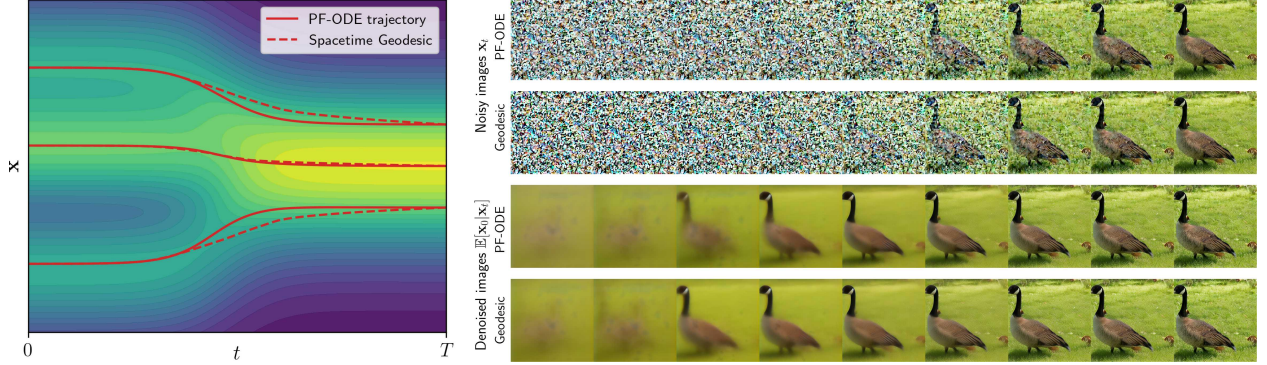 PF-ODE trajectory
Spacetime Geodesic
x
0
t
T
Noisy images x_t
PF-ODE
Geodesic
Denoised images 𝔼[x_0|x_t]
PF-ODE
Geodesic